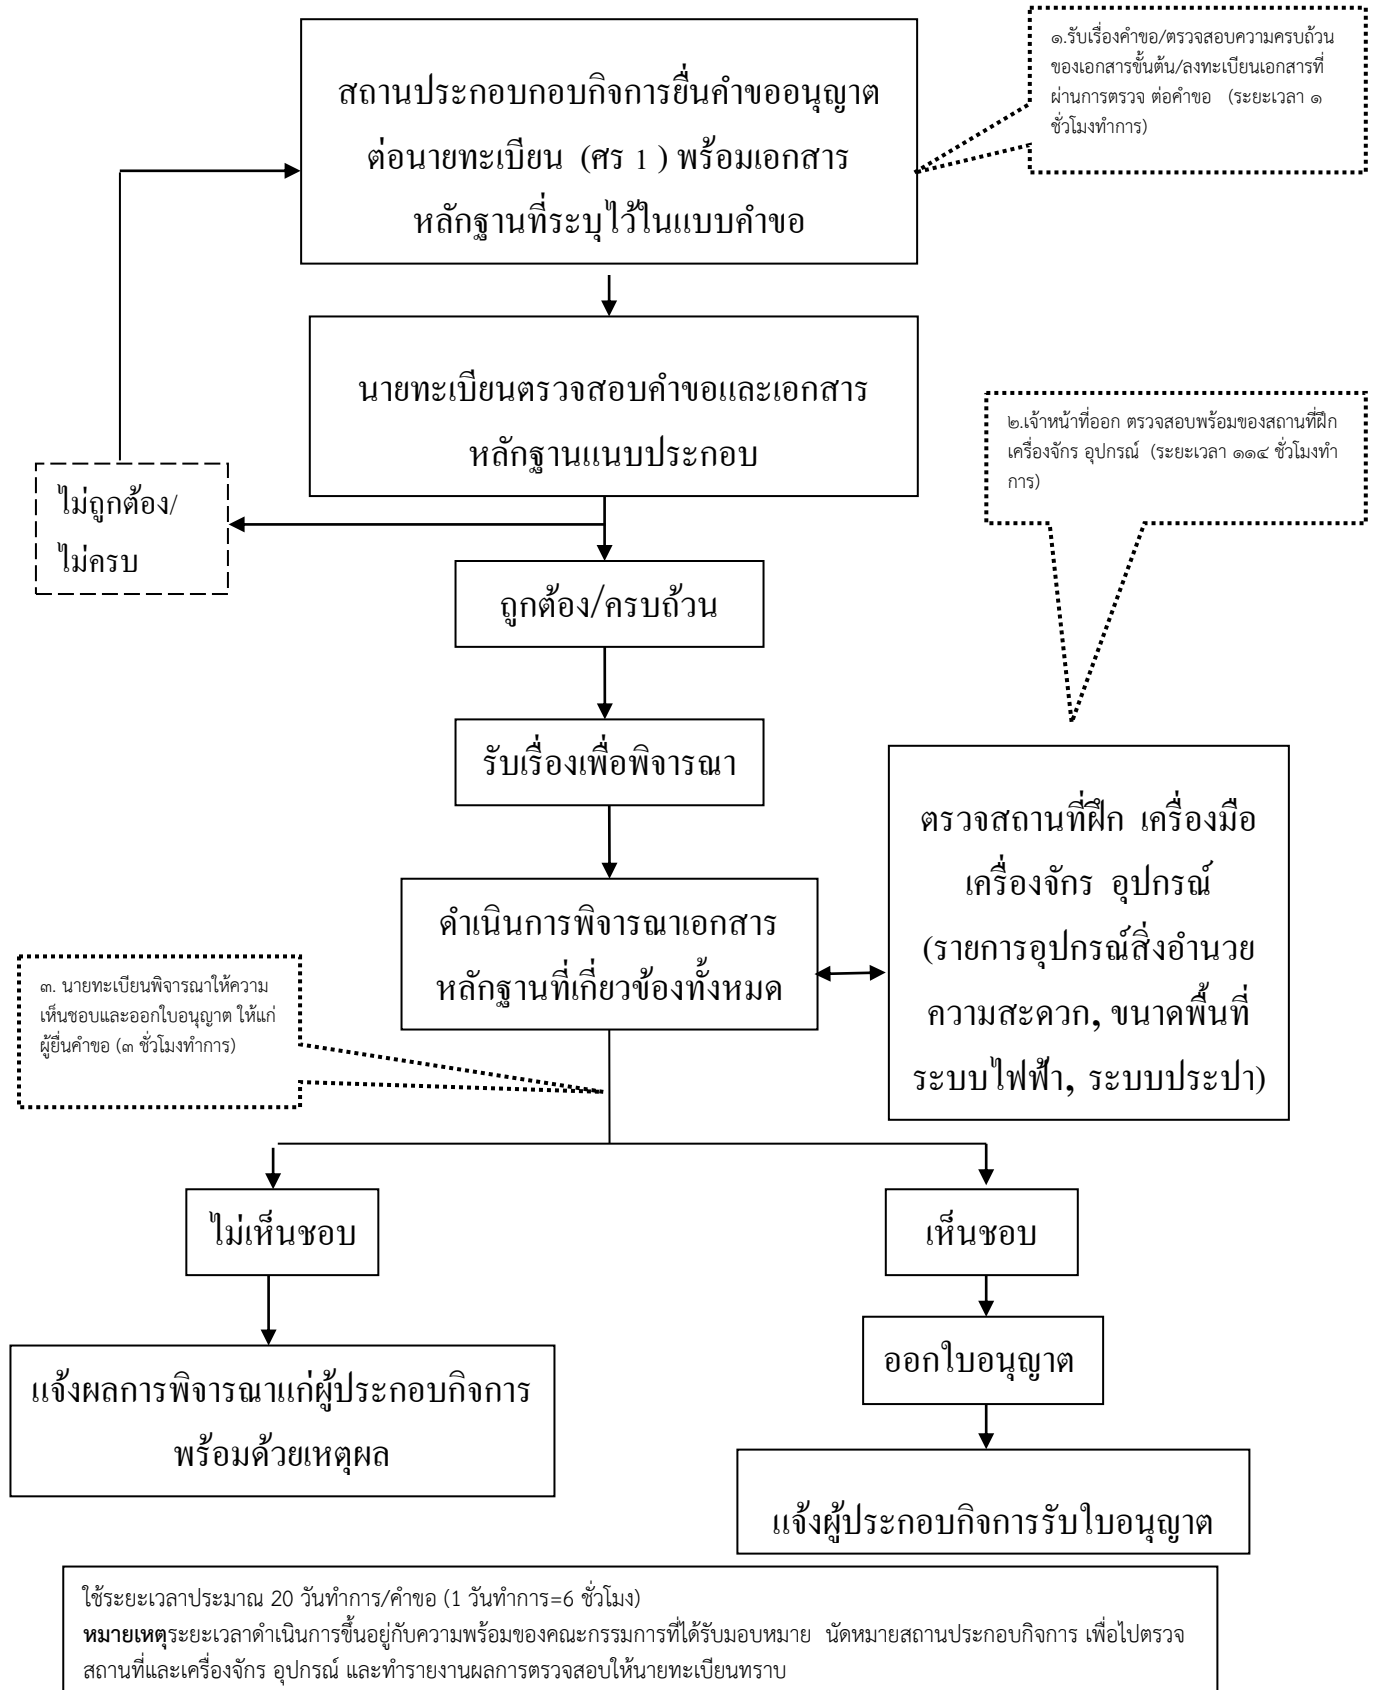 สถานประกอบกอบกิจการยื่นคำขออนุญาต
ต่อนายทะเบียน (ศร 1 ) พร้อมเอกสาร
หลักฐานที่ระบุไว้ในแบบคำขอ
๑.รับเรื่องคำขอ/ตรวจสอบความครบถ้วน
ของเอกสารขั้นต้น/ลงทะเบียนเอกสารที่
ผ่านการตรวจ ต่อคำขอ (ระยะเวลา ๑
ชั่วโมงทำการ)
นายทะเบียนตรวจสอบคำขอและเอกสาร
หลักฐานแนบประกอบ
๒.เจ้าหน้าที่ออก ตรวจสอบพร้อมของสถานที่ฝึก
เครื่องจักร อุปกรณ์ (ระยะเวลา ๑๑๔ ชั่วโมงทำ
การ)
ไม่ถูกต้อง/
ไม่ครบ
ถูกต้อง/ครบถ้วน
รับเรื่องเพื่อพิจารณา
ตรวจสถานที่ฝึก เครื่องมือ
เครื่องจักร อุปกรณ์
(รายการอุปกรณ์สิ่งอำนวย
ความสะดวก, ขนาดพื้นที่
ระบบไฟฟ้า, ระบบประปา)
ดำเนินการพิจารณาเอกสาร
หลักฐานที่เกี่ยวข้องทั้งหมด
๓. นายทะเบียนพิจารณาให้ความ
เห็นชอบและออกใบอนุญาต ให้แก่
ผู้ยื่นคำขอ (๓ ชั่วโมงทำการ)
ไม่เห็นชอบ
เห็นชอบ
ออกใบอนุญาต
แจ้งผลการพิจารณาแก่ผู้ประกอบกิจการ
พร้อมด้วยเหตุผล
แจ้งผู้ประกอบกิจการรับใบอนุญาต
ใช้ระยะเวลาประมาณ 20 วันทำการ/คำขอ (1 วันทำการ=6 ชั่วโมง)
หมายเหตุระยะเวลาดำเนินการขึ้นอยู่กับความพร้อมของคณะกรรมการที่ได้รับมอบหมาย นัดหมายสถานประกอบกิจการ เพื่อไปตรวจ
สถานที่และเครื่องจักร อุปกรณ์ และทำรายงานผลการตรวจสอบให้นายทะเบียนทราบ